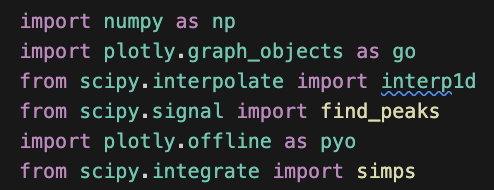 import numpy as np
import plotly.graph_objects as go
from scipy.interpolate import interp1d
from scipy.signal import find_peaks
import plotly.offline as pyo
from scipy.integrate import simps